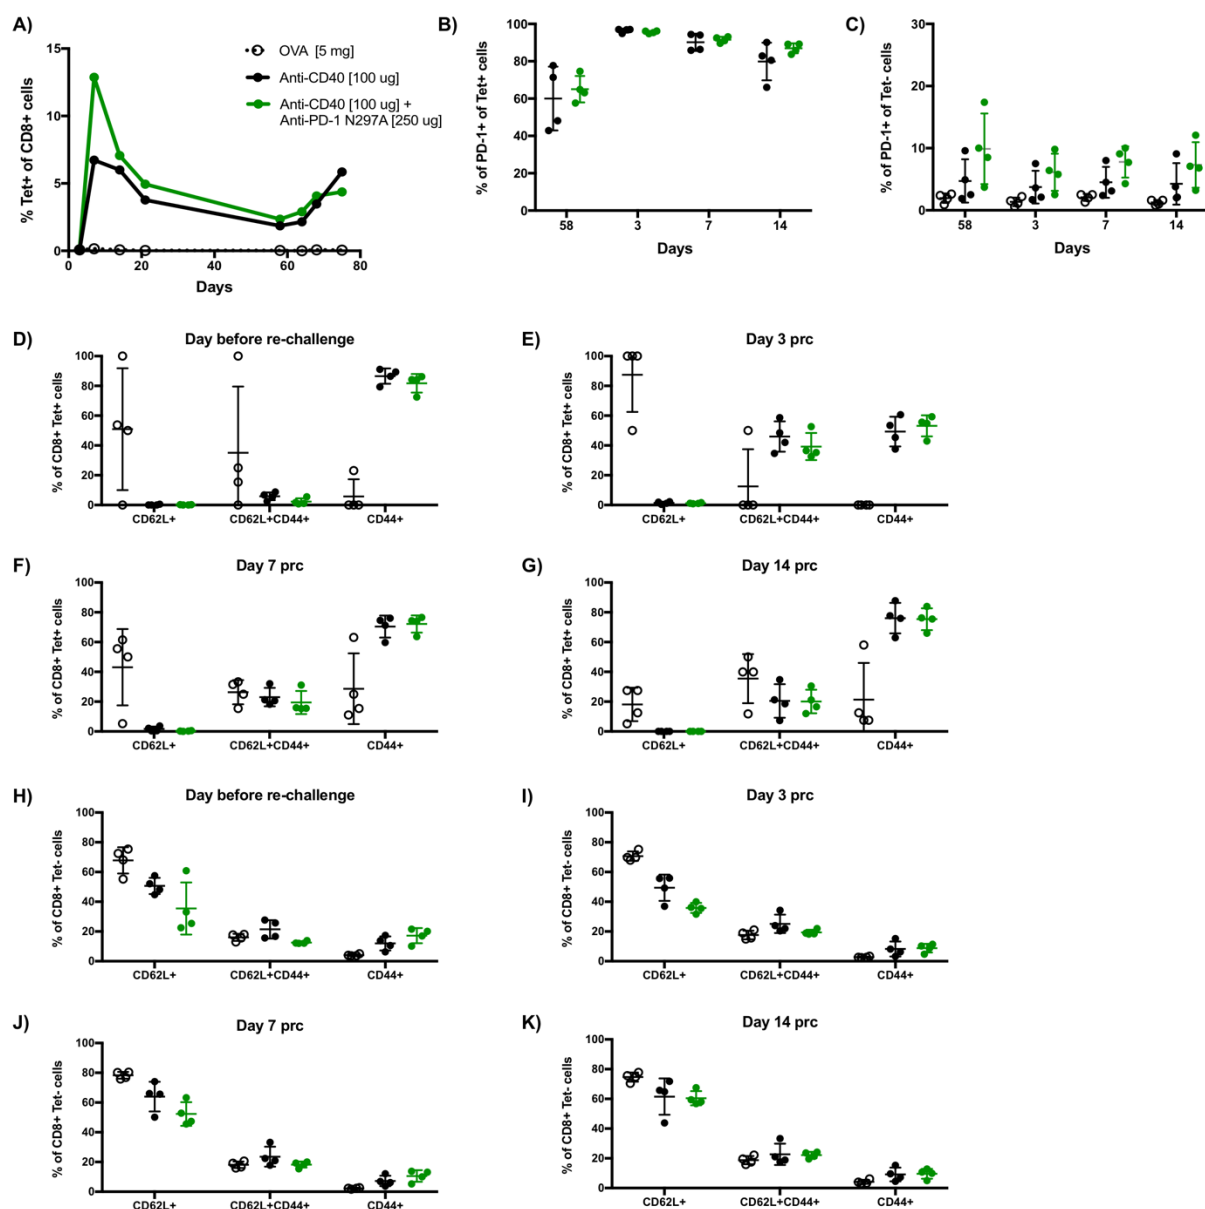 A)
% Tet+ of CD8+ cells
15
10
5
0
0 20 40 60 80
Days
OVA [5 mg]
Anti-CD40 [100 ug]
Anti-CD40 [100 ug] +
Anti-PD-1 N297A [250 ug]
B)
% of PD-1+ of Tet+ cells
100
80
60
40
20
0
58 3 7 14
Days
C)
% of PD-1+ of Tet- cells
30
20
10
0
58 3 7 14
Days
D)
Day before re-challenge
% of CD8+ Tet+ cells
100
80
60
40
20
0
CD62L+ CD62L+CD44+ CD44+
E)
Day 3 prc
% of CD8+ Tet+ cells
100
80
60
40
20
0
CD62L+ CD62L+CD44+ CD44+
F)
Day 7 prc
% of CD8+ Tet+ cells
100
80
60
40
20
0
CD62L+ CD62L+CD44+ CD44+
G)
Day 14 prc
% of CD8+ Tet+ cells
100
80
60
40
20
0
CD62L+ CD62L+CD44+ CD44+
H)
Day before re-challenge
% of CD8+ Tet- cells
100
80
60
40
20
0
CD62L+ CD62L+CD44+ CD44+
I)
Day 3 prc
% of CD8+ Tet- cells
100
80
60
40
20
0
CD62L+ CD62L+CD44+ CD44+
J)
Day 7 prc
% of CD8+ Tet- cells
100
80
60
40
20
0
CD62L+ CD62L+CD44+ CD44+
K)
Day 14 prc
% of CD8+ Tet- cells
100
80
60
40
20
0
CD62L+ CD62L+CD44+ CD44+